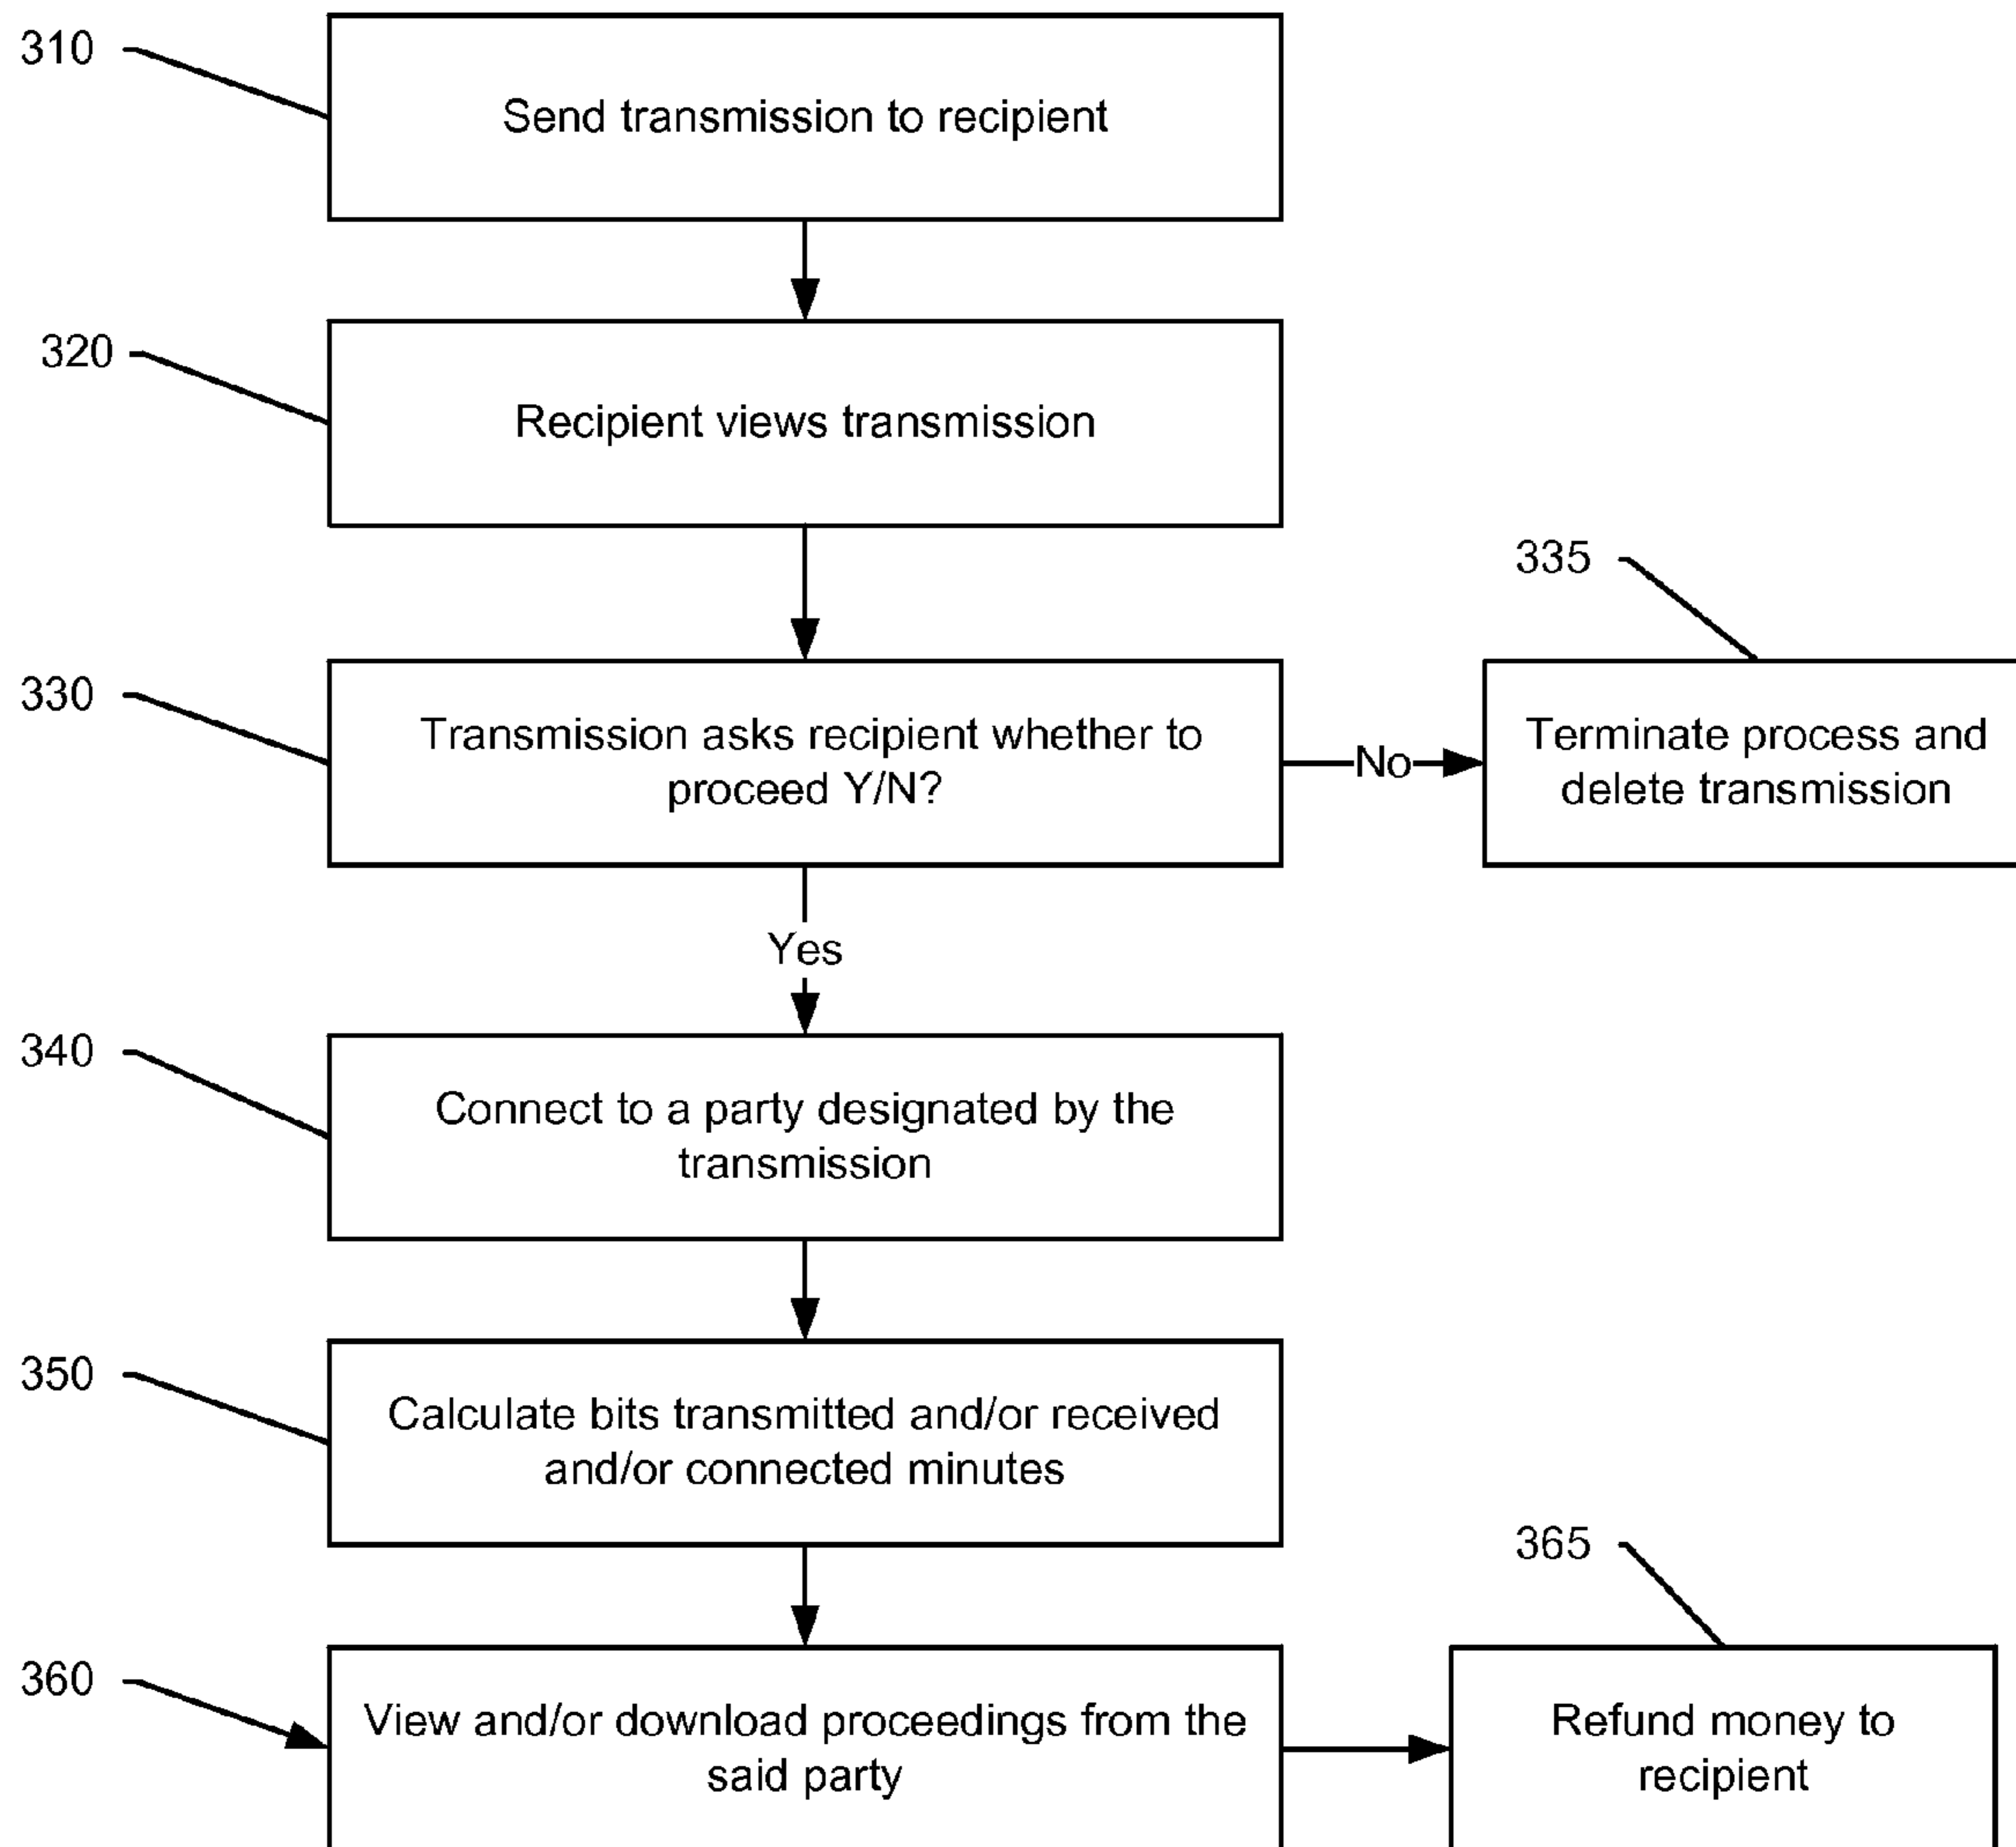 310
Send transmission to recipient
320
Recipient views transmission
335
330
Transmission asks recipient whether to
proceed Y/N?
No
Terminate process and
delete transmission
Yes
340
Connect to a party designated by the
transmission
350
Calculate bits transmitted and/or received
and/or connected minutes
365
360
View and/or download proceedings from the
said party
Refund money to
recipient